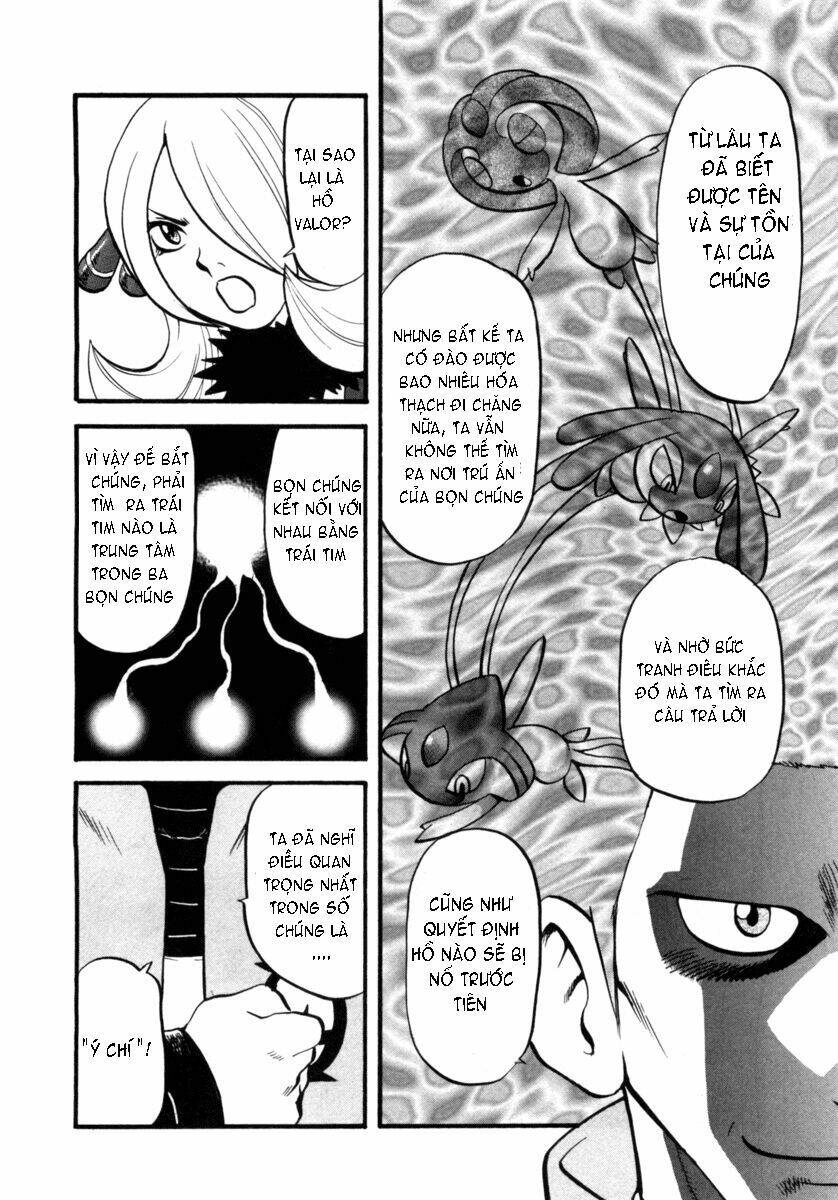 TỪ LÂU TA
ĐÃ BIẾT
ĐƯỢC TÊN
VÀ SỰ TỒN
TẠI CỦA
CHÚNG
NHƯNG BẤT KỂ TA
CÓ ĐÀO ĐƯỢC
BAO NHIÊU HÓA
THẠCH ĐI CHĂNG
NỮA, TA VẪN
KHÔNG THỂ TÌM
RA NƠI TRÚ ẨN
CỦA BỌN CHÚNG
VÀ NHỜ BỨC
TRANH ĐIÊU KHẮC
ĐÓ MÀ TA TÌM RA
CÂU TRẢ LỜI
CŨNG NHƯ
QUYẾT ĐỊNH
HỒ NÀO SẼ BỊ
NỔ TRƯỚC
TIÊN
TẠI SAO
LẠI LÀ
HỒ
VALOR?
BỌN CHÚNG
KẾT NỐI VỚI
NHAU BẰNG
TRÁI TIM
VÌ VẬY ĐỂ BẮT
CHÚNG, PHẢI
TÌM RA TRÁI
TIM NÀO LÀ
TRUNG TÂM
TRONG BA
BỌN CHÚNG
TA ĐÃ NGHĨ
ĐIỀU QUAN
TRỌNG NHẤT
TRONG SỐ
CHÚNG LÀ
....
"Ý CHÍ"!